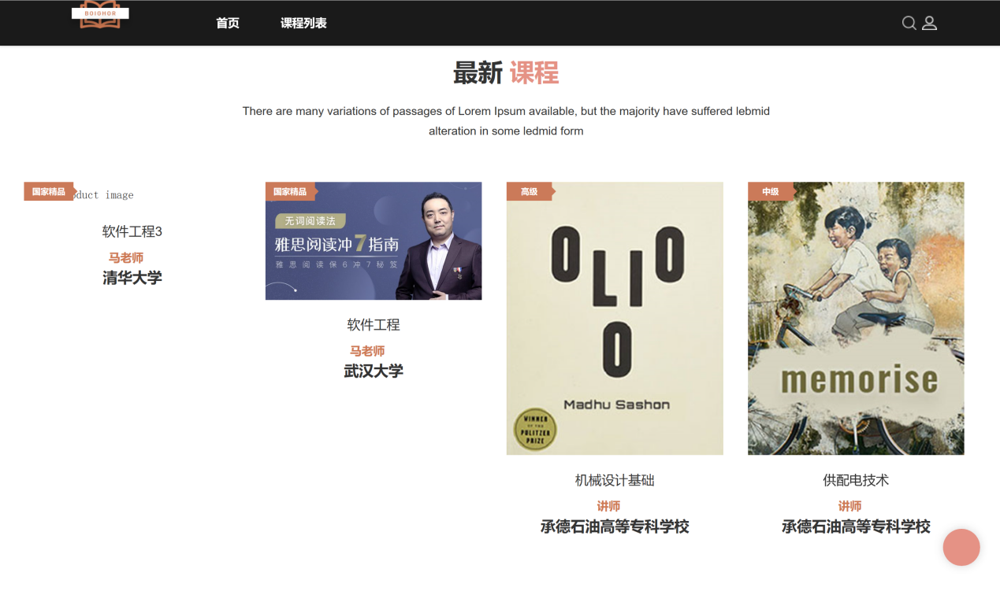 BOIGHOR
首页
课程列表
最新 课程
There are many variations of passages of Lorem Ipsum available, but the majority have suffered lebmid
alteration in some ledmid form
国家精品
duct image
软件工程3
马老师
清华大学
国家精品
无词阅读法
雅思阅读冲7指南
雅思阅读保6冲7秘笈
软件工程
马老师
武汉大学
高级
OLIO
O
Madhu Sashon
WINNER
OF THE
PULITZER
PRIZE
机械设计基础
讲师
承德石油高等专科学校
中级
memorise
供配电技术
讲师
承德石油高等专科学校